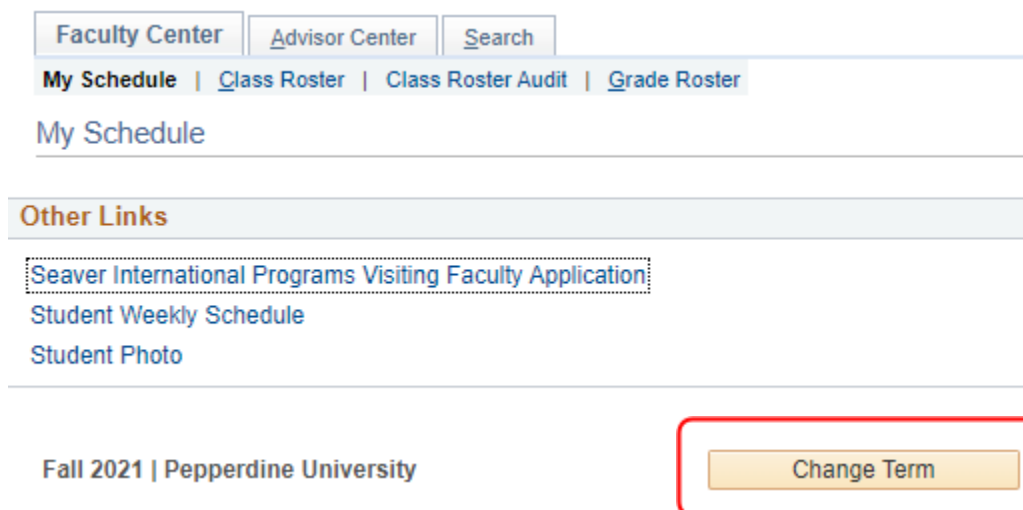 Faculty Center Advisor Center Search
My Schedule | Class Roster | Class Roster Audit | Grade Roster
My Schedule
Other Links
Seaver International Programs Visiting Faculty Application
Student Weekly Schedule
Student Photo
Fall 2021 | Pepperdine University Change Term